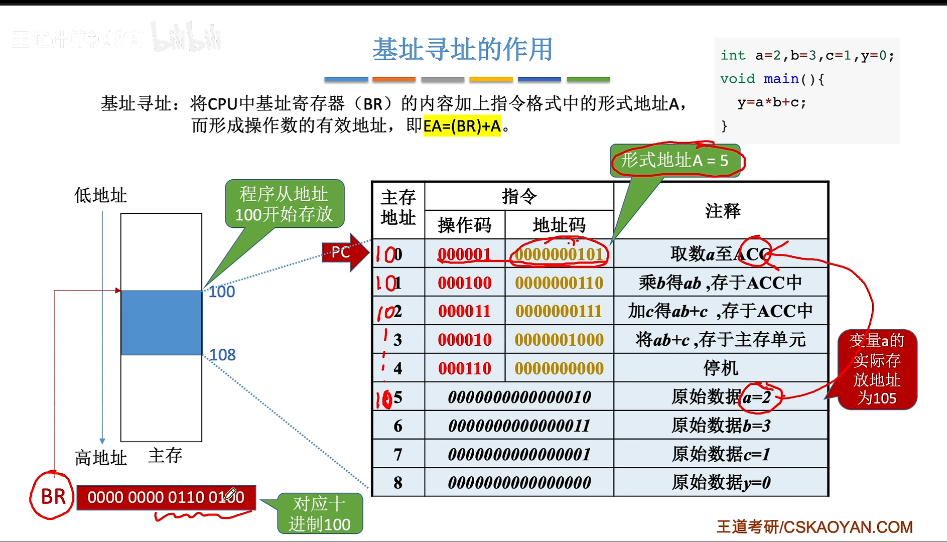 基址寻址的作用
int a=2,b=3,c=1,y=0;
void main(){
y=a*b+c;
}
基址寻址：将CPU中基址寄存器（BR）的内容加上指令格式中的形式地址A，
而形成操作数的有效地址，即EA=(BR)+A。
形式地址A = 5
低地址
程序从地址
100开始存放
100
108
高地址
主存
BR
0000 0000 0110 0100
对应十
进制100
PC
主存
地址
指令
注释
操作码
地址码
10 0 000001 0000000101 取数a至ACC
10 1 000100 0000000110 乘b得ab ,存于ACC中
10 2 000011 0000000111 加c得ab+c ,存于ACC中
3 000010 0000001000 将ab+c ,存于主存单元
4 000110 0000000000 停机
10 5 0000000000000010 原始数据a=2
6 0000000000000011 原始数据b=3
7 0000000000000001 原始数据c=1
8 0000000000000000 原始数据y=0
变量a的
实际存
放地址
为105
王道考研/CSKAOYAN.COM